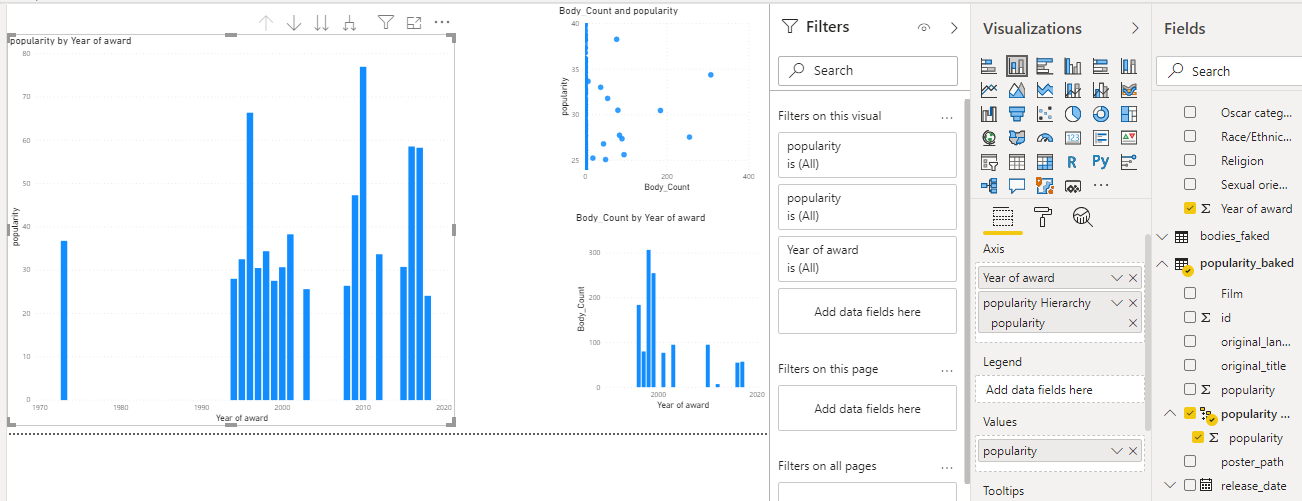 popularity by Year of award
80
70
60
50
40
30
20
10
0
popularity
1970
1980
1990
2000
2010
2020
Year of award
Body_Count and popularity
40
35
30
25
popularity
0
200
400
Body_Count
Body_Count by Year of award
300
200
100
0
Body_Count
2000
2020
Year of award
Filters
Search
Filters on this visual
...
popularity
is (All)
popularity
is (All)
Year of award
is (All)
Add data fields here
Filters on this page
...
Add data fields here
Filters on all pages
...
Visualizations
123
R
Py
...
Axis
Year of award
popularity Hierarchy
popularity
Legend
Add data fields here
Values
popularity
Tooltips
Fields
Search
Oscar categ...
Race/Ethnic...
Religion
Sexual orie...
Σ Year of award
bodies_faked
popularity_baked
Film
Σ id
original_lan...
original_title
Σ popularity
popularity ...
Σ popularity
poster_path
release_date